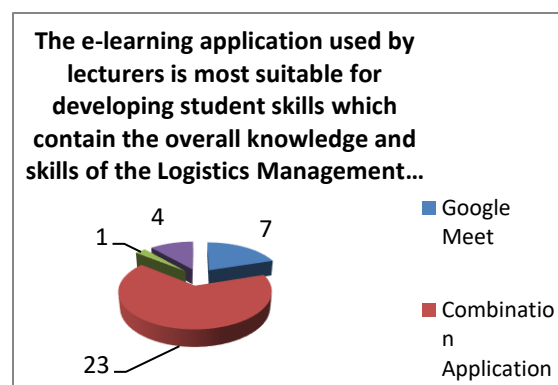 The e-learning application used by
lecturers is most suitable for
developing student skills which
contain the overall knowledge and
skills of the Logistics Management…
4
7
1
23
Google
Meet
Combinatio
n
Application